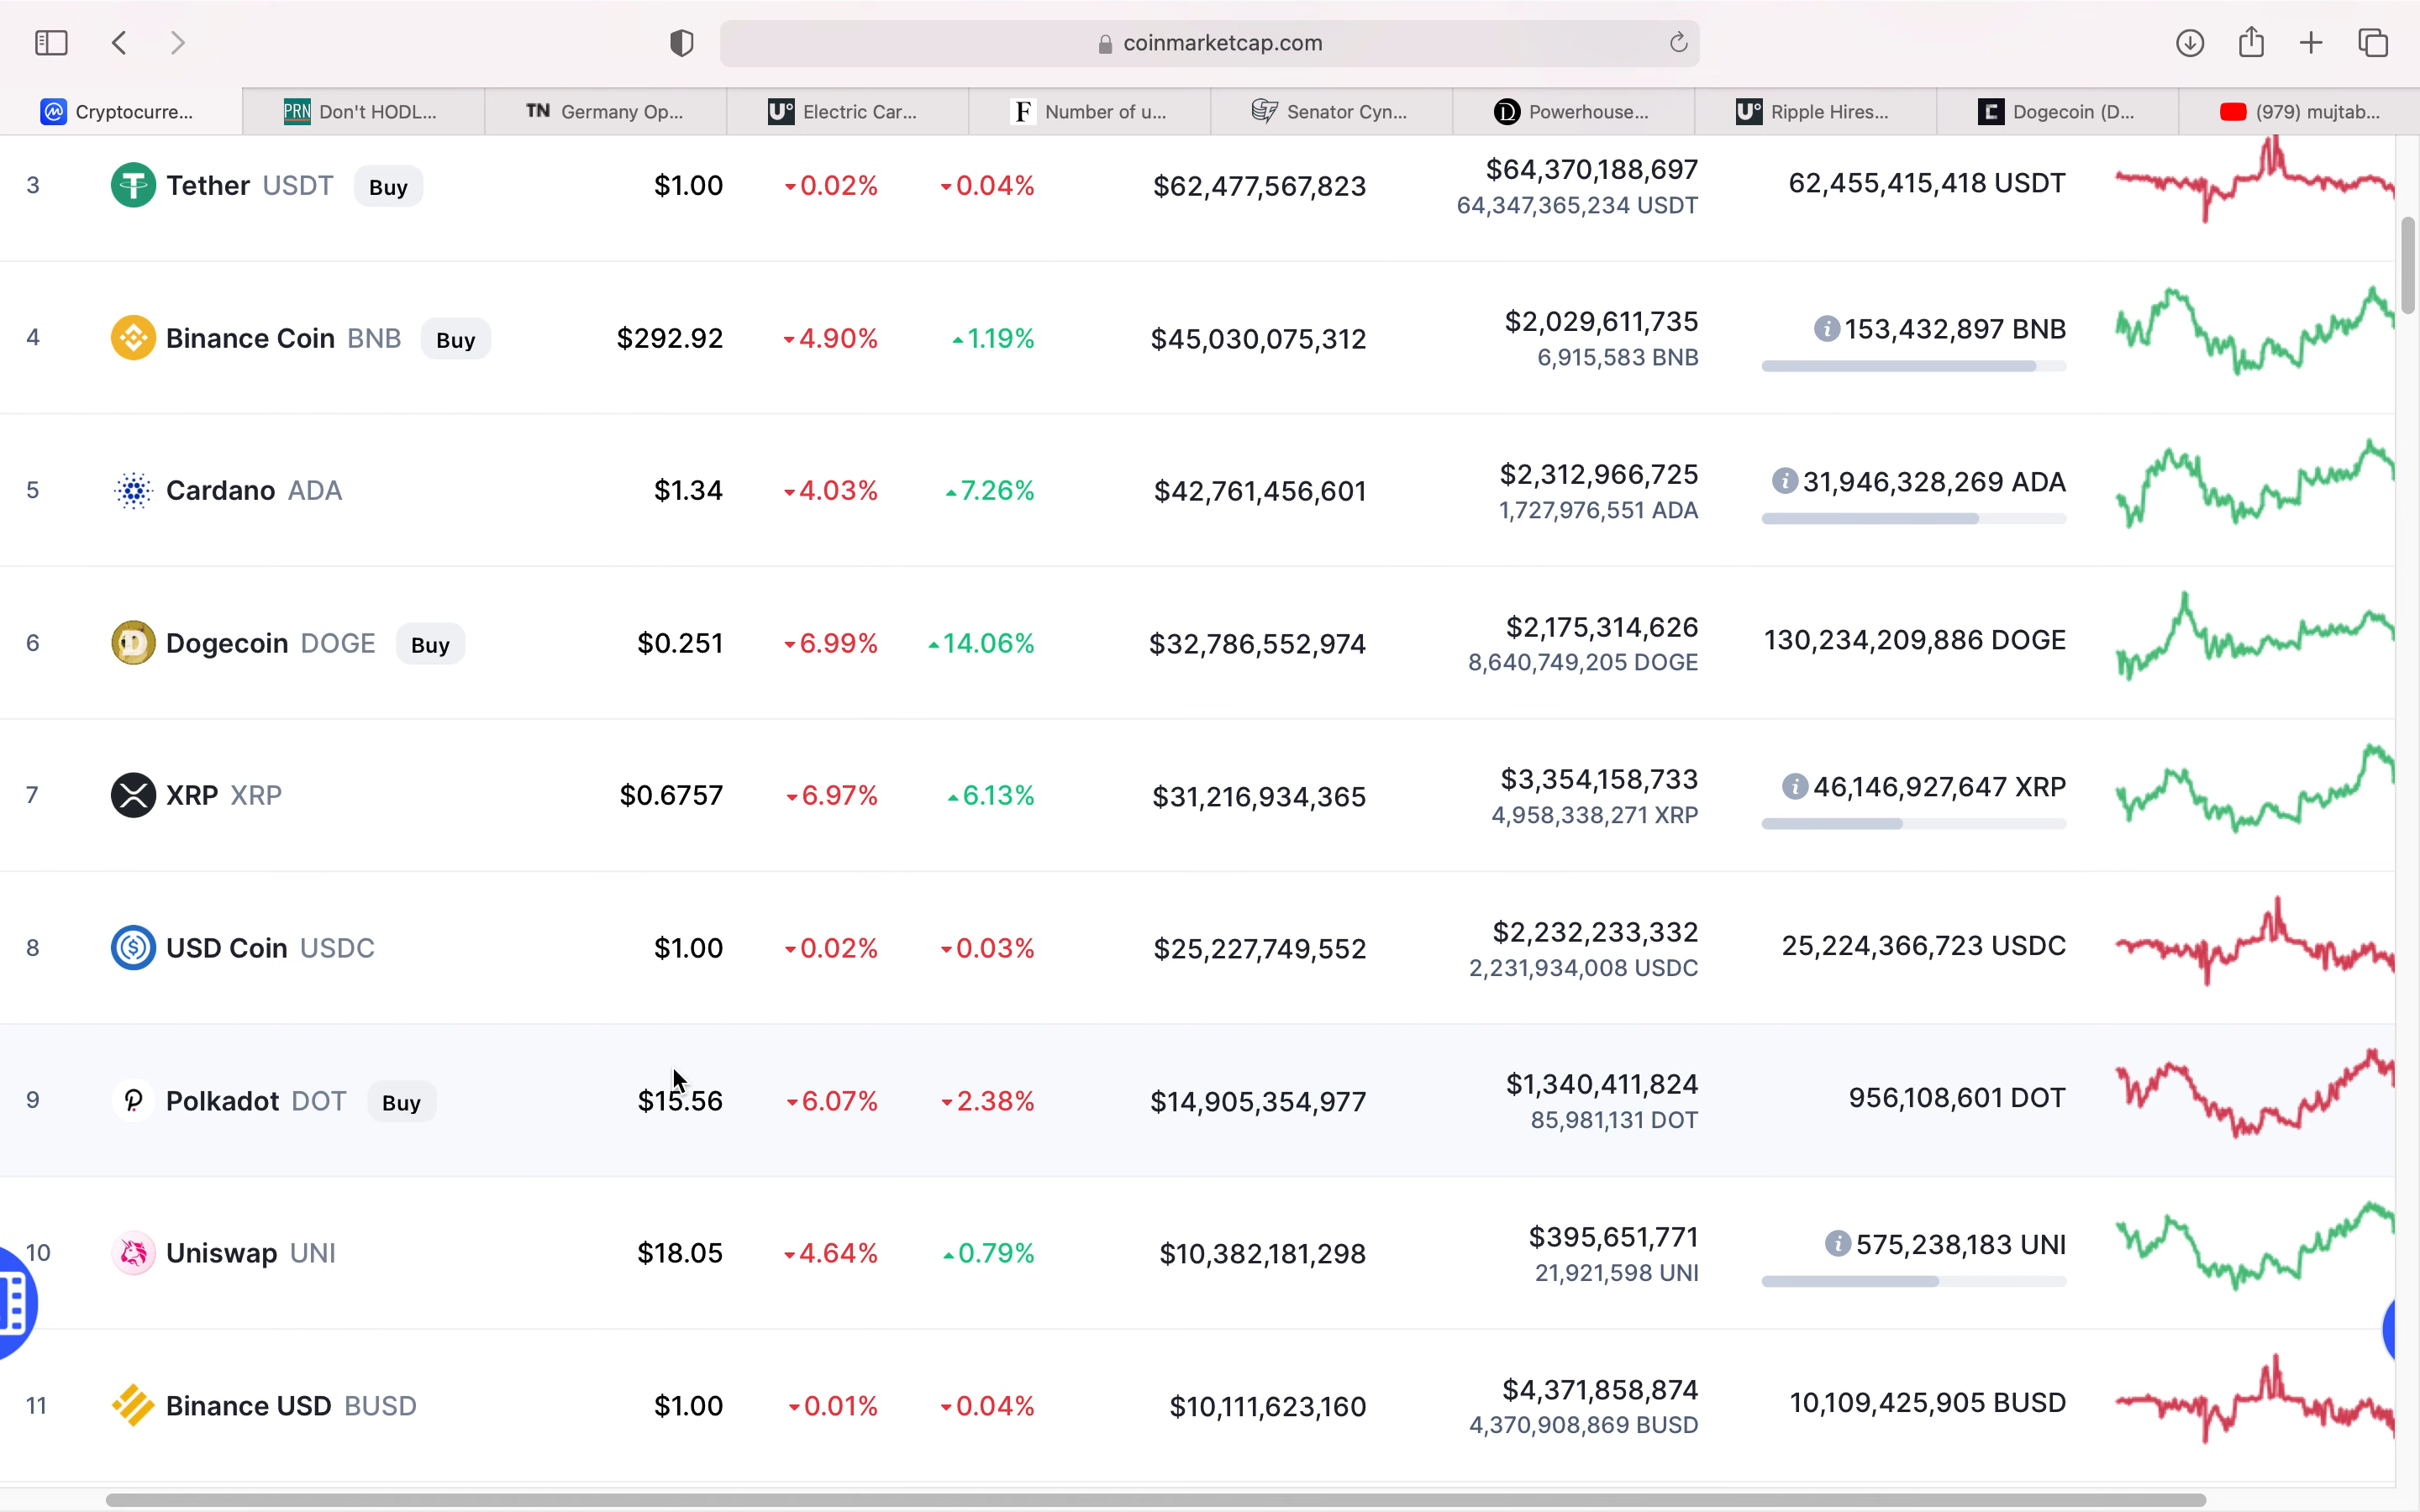 coinmarketcap.com
Cryptocurre...
PRN Don't HODL...
TN Germany Op...
U° Electric Car...
F Number of u...
Senator Cyn...
D Powerhouse...
U° Ripple Hires...
C Dogecoin (D...
(979) mujtab...
3 Tether USDT Buy $1.00 0.02% 0.04% $62,477,567,823 $64,370,188,697 62,455,415,418 USDT
64,347,365,234 USDT
4 Binance Coin BNB Buy $292.92 4.90% 1.19% $45,030,075,312 $2,029,611,735 i 153,432,897 BNB
6,915,583 BNB
5 Cardano ADA $1.34 4.03% 7.26% $42,761,456,601 $2,312,966,725 i 31,946,328,269 ADA
1,727,976,551 ADA
6 Dogecoin DOGE Buy $0.251 6.99% 14.06% $32,786,552,974 $2,175,314,626 130,234,209,886 DOGE
8,640,749,205 DOGE
7 XRP XRP $0.6757 6.97% 6.13% $31,216,934,365 $3,354,158,733 i 46,146,927,647 XRP
4,958,338,271 XRP
8 USD Coin USDC $1.00 0.02% 0.03% $25,227,749,552 $2,232,233,332 25,224,366,723 USDC
2,231,934,008 USDC
9 Polkadot DOT Buy $15.56 6.07% 2.38% $14,905,354,977 $1,340,411,824 956,108,601 DOT
85,981,131 DOT
10 Uniswap UNI $18.05 4.64% 0.79% $10,382,181,298 $395,651,771 i 575,238,183 UNI
21,921,598 UNI
11 Binance USD BUSD $1.00 0.01% 0.04% $10,111,623,160 $4,371,858,874 10,109,425,905 BUSD
4,370,908,869 BUSD